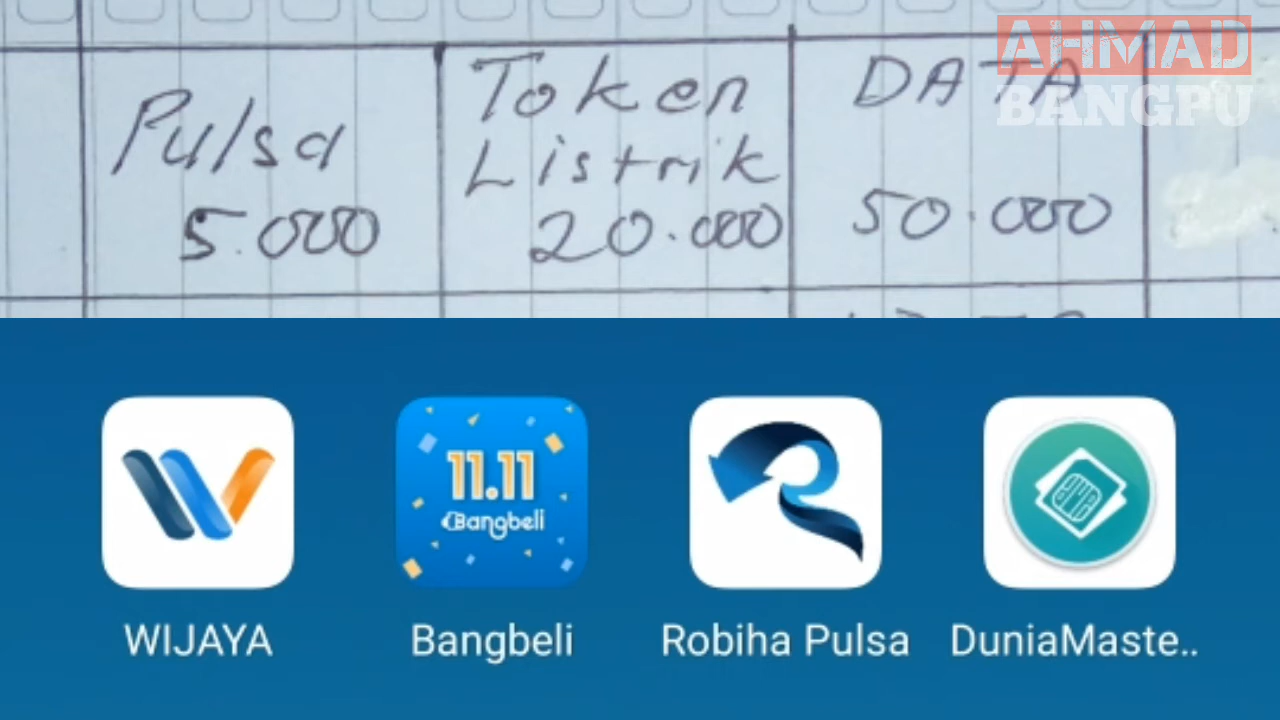 Pulsa
5.000
Token
Listrik
20.000
DATA
50.000
AHMAD
BANGPU
11.11
Bangbeli
WIJAYA
Bangbeli
Robiha Pulsa
DuniaMaste..